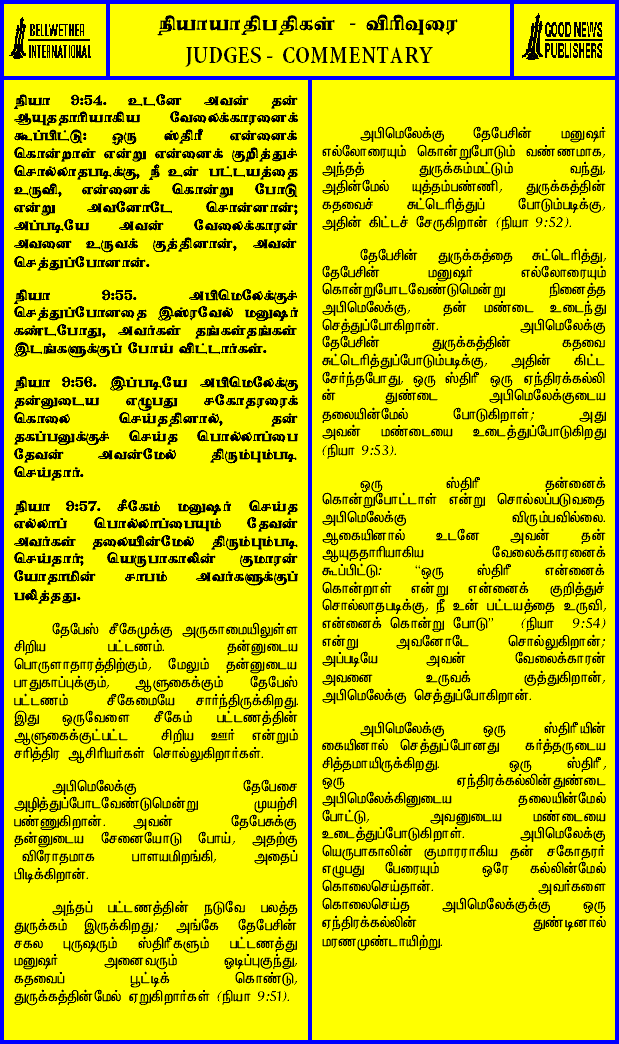 BELLWETHER
INTERNATIONAL
நியாயாதிபதிகள் - விரிவுரை
JUDGES - COMMENTARY
GOOD NEWS
PUBLISHERS
நியா 9:54. உடனே அவன் தன்
ஆயுததாரியாகிய வேலைக்காரனைக்
கூப்பிட்டு: ஒரு ஸ்திரீ என்னைக்
கொன்றாள் என்று என்னைக் குறித்துச்
சொல்லாதபடிக்கு, நீ உன் பட்டயத்தை
உருவி, என்னைக் கொன்று போடு
என்று அவனோடே சொன்னான்;
அப்படியே அவன் வேலைக்காரன்
அவனை உருவக் குத்தினான், அவன்
செத்துப்போனான்.
நியா 9:55. அபிமெலேக்குச்
செத்துப்போனதை இஸ்ரவேல் மனுஷர்
கண்டபோது, அவர்கள் தங்கள்தங்கள்
இடங்களுக்குப் போய் விட்டார்கள்.
நியா 9:56. இப்படியே அபிமெலேக்கு
தன்னுடைய எழுபது சகோதரரைக்
கொலை செய்ததினால், தன்
தகப்பனுக்குச் செய்த பொல்லாப்பை
தேவன் அவன்மேல் திரும்பும்படி
செய்தார்.
நியா 9:57. சீகேம் மனுஷர் செய்த
எல்லாப் பொல்லாப்பையும் தேவன்
அவர்கள் தலையின்மேல் திரும்பும்படி
செய்தார்; யெருபாகாலின் குமாரன்
யோதாமின் சாபம் அவர்களுக்குப்
பலித்தது.
தேபேஸ் சீகேமுக்கு அருகாமையிலுள்ள
சிறிய பட்டணம். தன்னுடைய
பொருளாதாரத்திற்கும், மேலும் தன்னுடைய
பாதுகாப்புக்கும், ஆளுகைக்கும் தேபேஸ்
பட்டணம் சீகேமையே சார்ந்திருக்கிறது.
இது ஒருவேளை சீகேம் பட்டணத்தின்
ஆளுகைக்குட்பட்ட சிறிய ஊர் என்றும்
சரித்திர ஆசிரியர்கள் சொல்லுகிறார்கள்.
அபிமெலேக்கு தேபேசை
அழித்துப்போடவேண்டுமென்று முயற்சி
பண்ணுகிறான். அவன் தேபேசுக்கு
தன்னுடைய சேனையோடு போய், அதற்கு
விரோதமாக பாளயமிறங்கி, அதைப்
பிடிக்கிறான்.
அந்தப் பட்டணத்தின் நடுவே பலத்த
துருக்கம் இருக்கிறது; அங்கே தேபேசின்
சகல புருஷரும் ஸ்திரீகளும் பட்டணத்து
மனுஷர் அனைவரும் ஓடிப்புகுந்து,
கதவைப் பூட்டிக் கொண்டு,
துருக்கத்தின்மேல் ஏறுகிறார்கள் (நியா 9:51).
அபிமெலேக்கு தேபேசின் மனுஷர்
எல்லோரையும் கொன்றுபோடும் வண்ணமாக,
அந்தத் துருக்கம்மட்டும் வந்து,
அதின்மேல் யுத்தம்பண்ணி, துருக்கத்தின்
கதவைச் சுட்டெரித்துப் போடும்படிக்கு,
அதின் கிட்டச் சேருகிறான் (நியா 9:52).
தேபேசின் துருக்கத்தை சுட்டெரித்து,
தேபேசின் மனுஷர் எல்லோரையும்
கொன்றுபோடவேண்டுமென்று நினைத்த
அபிமெலேக்கு, தன் மண்டை உடைந்து
செத்துப்போகிறான். அபிமெலேக்கு
தேபேசின் துருக்கத்தின் கதவை
சுட்டெரித்துப்போடும்படிக்கு, அதின் கிட்ட
சேர்ந்தபோது, ஒரு ஸ்திரீ ஒரு ஏந்திரக்கல்லி
ன் துண்டை அபிமெலேக்குடைய
தலையின்மேல் போடுகிறாள்; அது
அவன் மண்டையை உடைத்துப்போடுகிறது
(நியா 9:53).
ஒரு ஸ்திரீ தன்னைக்
கொன்றுபோட்டாள் என்று சொல்லப்படுவதை
அபிமெலேக்கு விரும்பவில்லை.
ஆகையினால் உடனே அவன் தன்
ஆயுததாரியாகிய வேலைக்காரனைக்
கூப்பிட்டு: "ஒரு ஸ்திரீ என்னைக்
கொன்றாள் என்று என்னைக் குறித்துச்
சொல்லாதபடிக்கு, நீ உன் பட்டயத்தை உருவி,
என்னைக் கொன்று போடு" (நியா 9:54)
என்று அவனோடே சொல்லுகிறான்;
அப்படியே அவன் வேலைக்காரன்
அவனை உருவக் குத்துகிறான்,
அபிமெலேக்கு செத்துப்போகிறான்.
அபிமெலேக்கு ஒரு ஸ்திரீயின்
கையினால் செத்துப்போனது கர்த்தருடைய
சித்தமாயிருக்கிறது. ஒரு ஸ்திரீ,
ஒரு ஏந்திரக்கல்லின்துண்டை
அபிமெலேக்கினுடைய தலையின்மேல்
போட்டு, அவனுடைய மண்டையை
உடைத்துப்போடுகிறாள். அபிமெலேக்கு
யெருபாகாலின் குமாரராகிய தன் சகோதரர்
எழுபது பேரையும் ஒரே கல்லின்மேல்
கொலைசெய்தான். அவர்களை
கொலைசெய்த அபிமெலேக்குக்கு ஒரு
ஏந்திரக்கல்லின் துண்டினால்
மரணமுண்டாயிற்று.